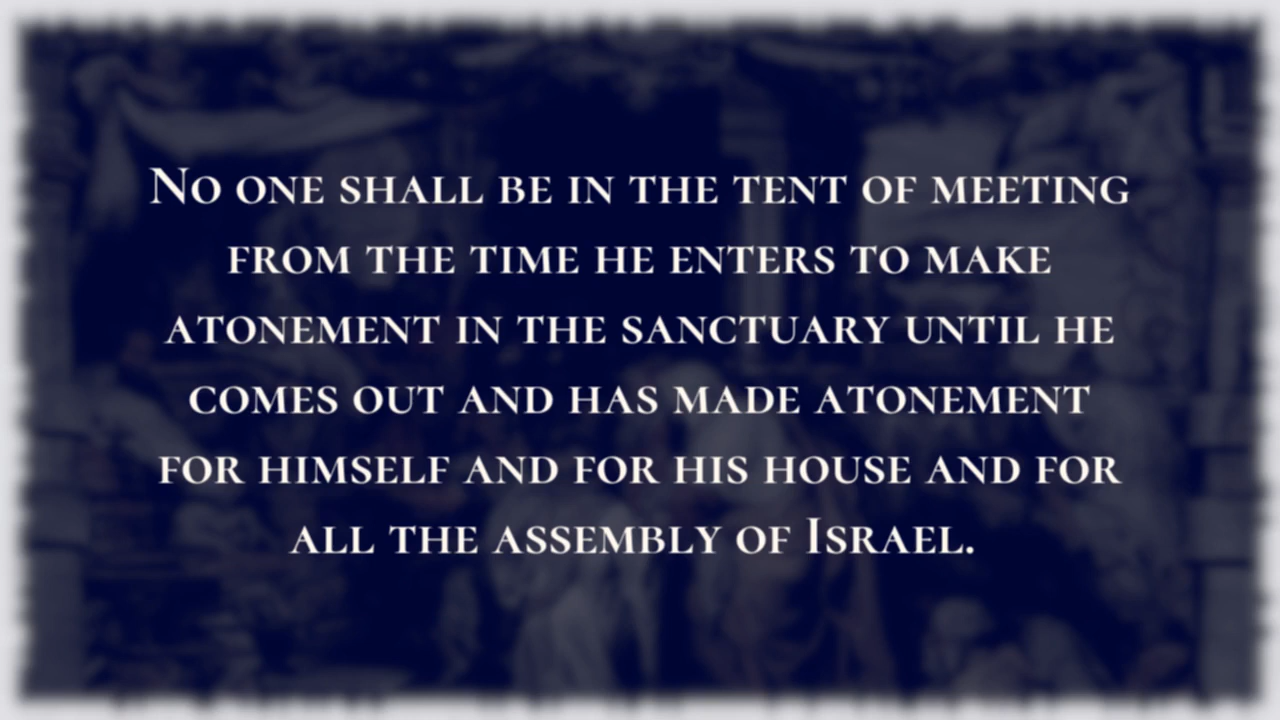 No one shall be in the tent of meeting
from the time he enters to make
atonement in the sanctuary until he
comes out and has made atonement
for himself and for his house and for
all the assembly of Israel.